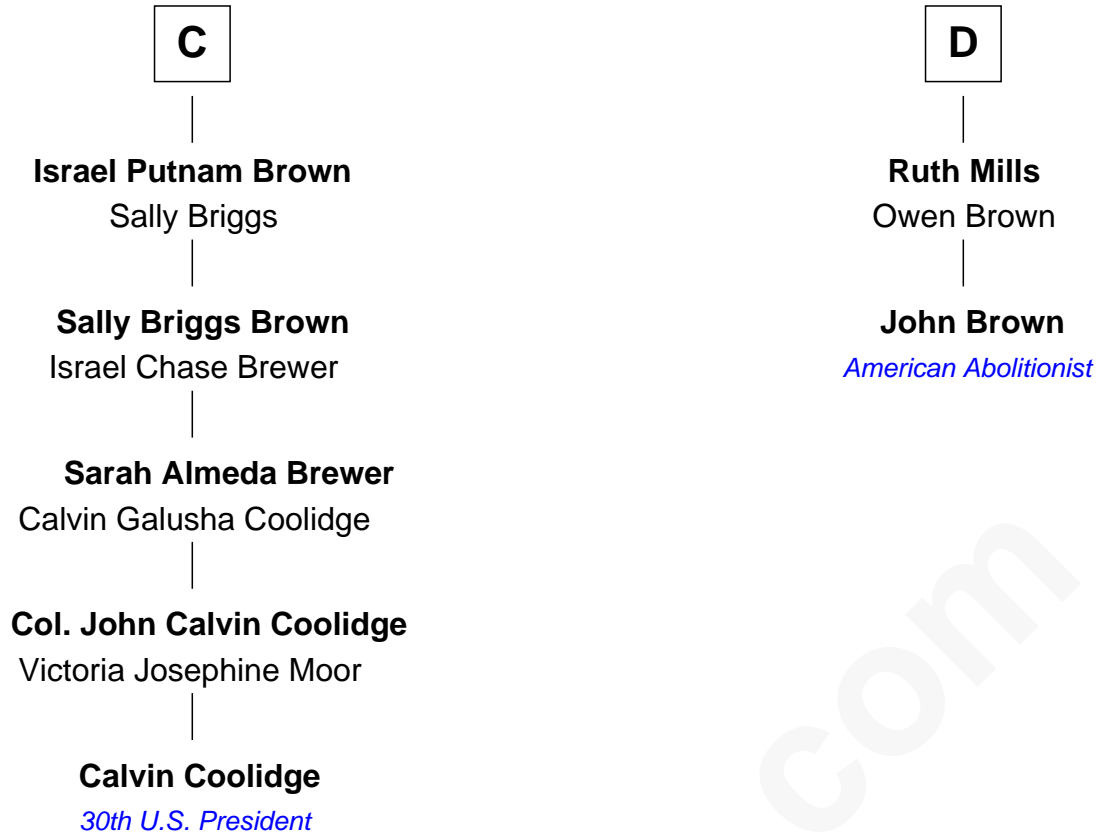 C
Israel Putnam Brown
Sally Briggs
Sally Briggs Brown
Israel Chase Brewer
Sarah Almeda Brewer
Calvin Galusha Coolidge
Col. John Calvin Coolidge
Victoria Josephine Moor
Calvin Coolidge
30th U.S. President
D
Ruth Mills
Owen Brown
John Brown
American Abolitionist
com